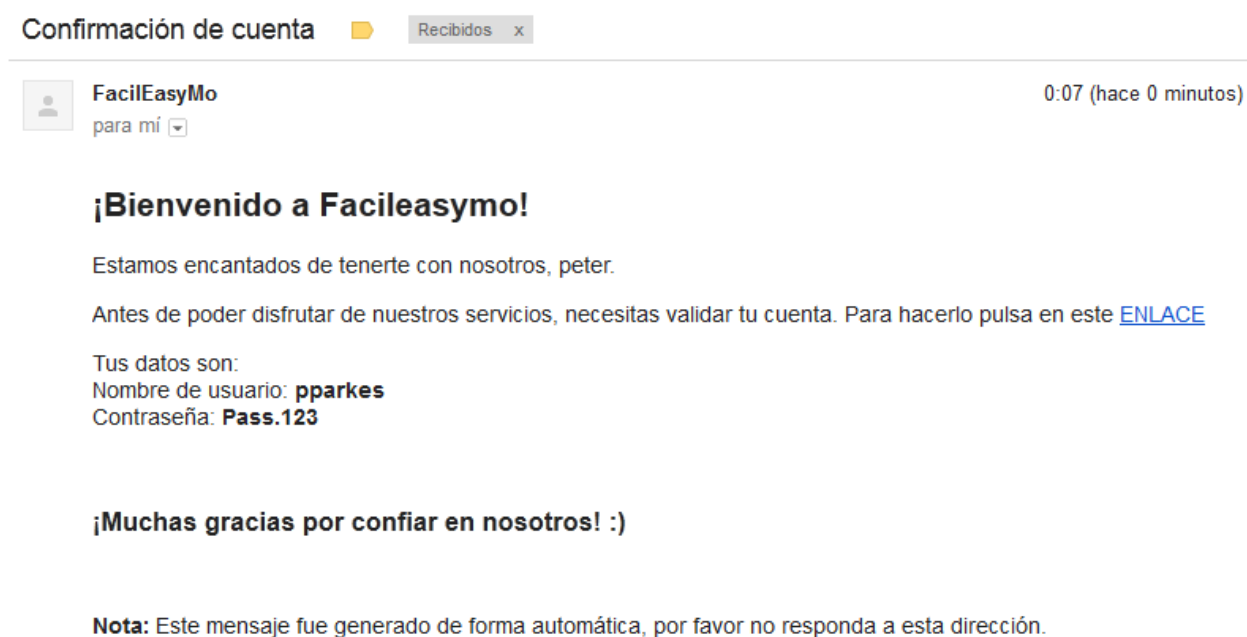 Confirmación de cuenta
Recibidos x
FacilEasyMo 0:07 (hace 0 minutos)
para mí
¡Bienvenido a Facileasymo!
Estamos encantados de tenerte con nosotros, peter.
Antes de poder disfrutar de nuestros servicios, necesitas validar tu cuenta. Para hacerlo pulsa en este ENLACE
Tus datos son:
Nombre de usuario: pparkes
Contraseña: Pass.123
¡Muchas gracias por confiar en nosotros! :)
Nota: Este mensaje fue generado de forma automática, por favor no responda a esta dirección.